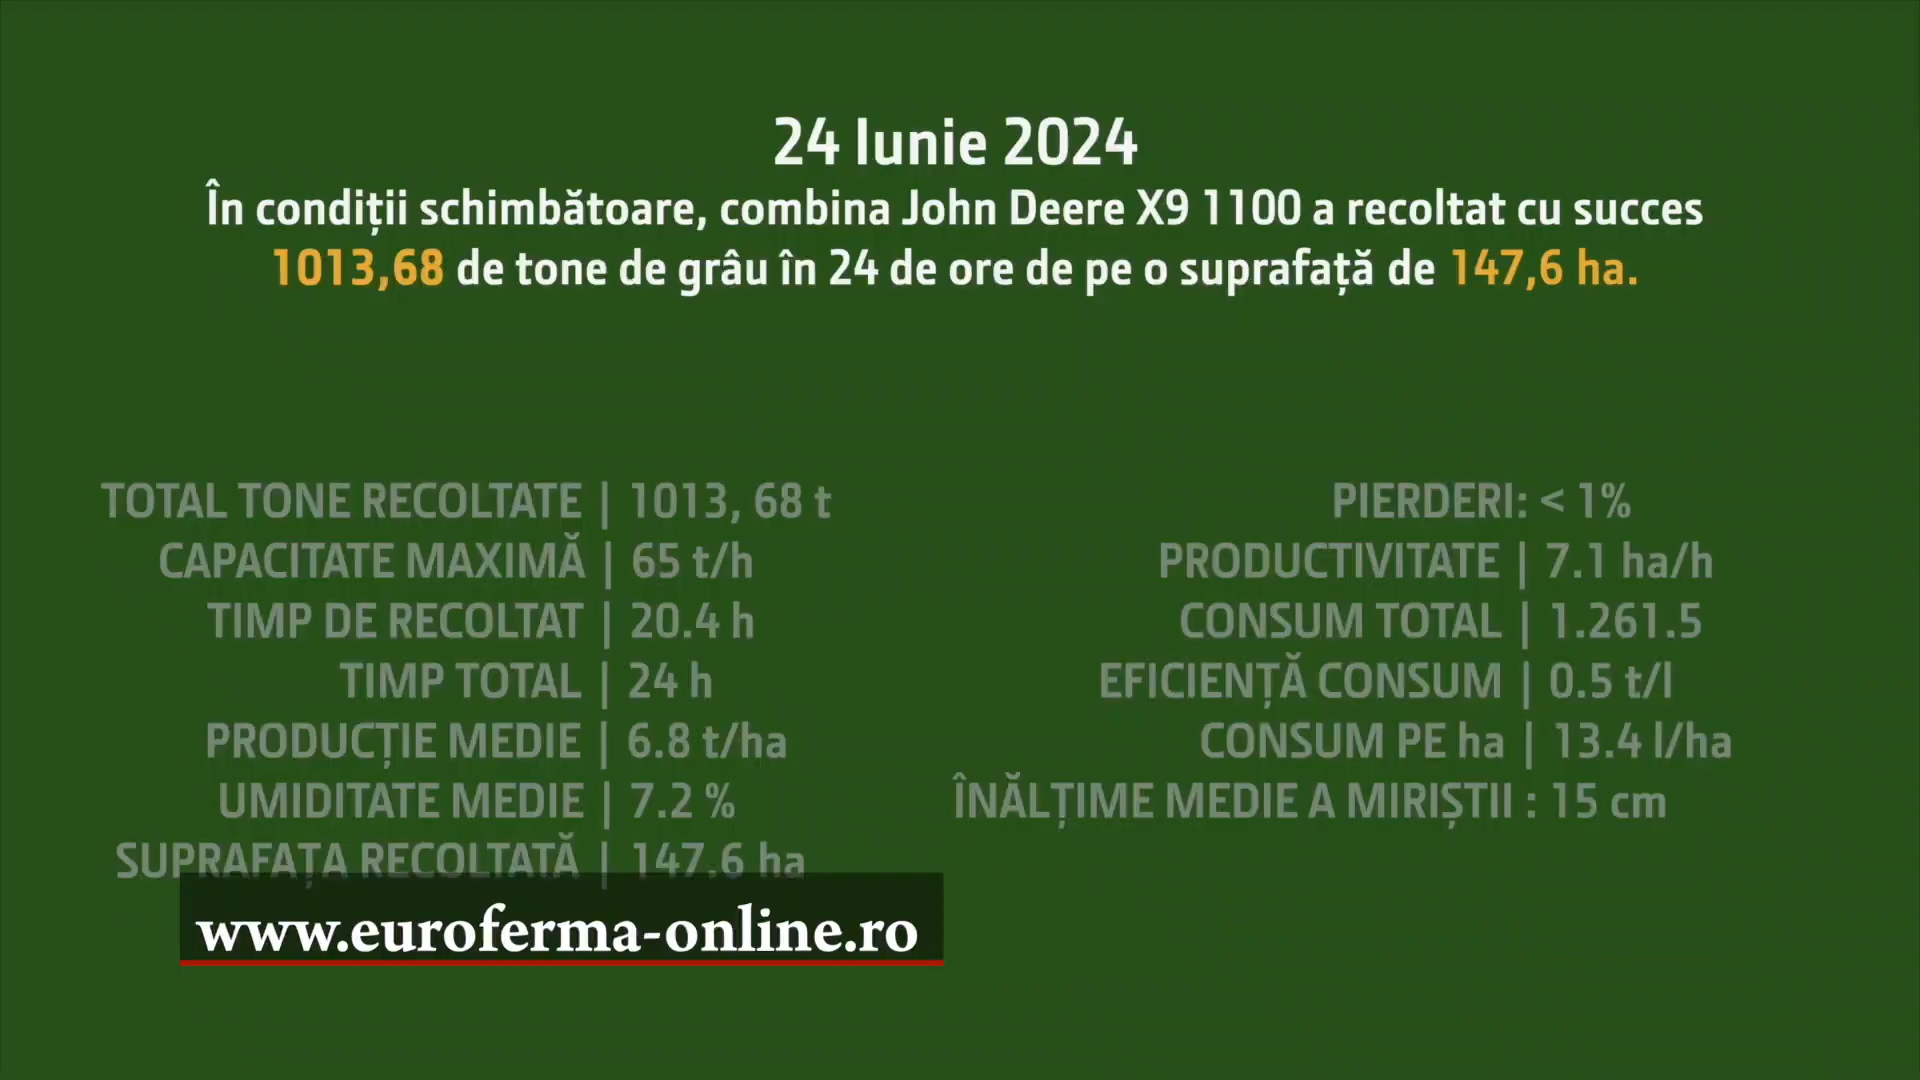 24 Iunie 2024
În condiții schimbătoare, combina John Deere X9 1100 a recoltat cu succes
1013,68 de tone de grâu în 24 de ore de pe o suprafață de 147,6 ha.
TOTAL TONE RECOLTATE | 1013, 68 t
CAPACITATE MAXIMĂ | 65 t/h
TIMP DE RECOLTAT | 20.4 h
TIMP TOTAL | 24 h
PRODUCȚIE MEDIE | 6.8 t/ha
UMIDITATE MEDIE | 7.2 %
SUPRAFAȚA RECOLTATĂ | 147.6 ha
PIERDERI: < 1%
PRODUCTIVITATE | 7.1 ha/h
CONSUM TOTAL | 1.261.5
EFICIENȚĂ CONSUM | 0.5 t/l
CONSUM PE ha | 13.4 l/ha
ÎNĂLȚIME MEDIE A MIRIȘTII : 15 cm
www.euroferma-online.ro